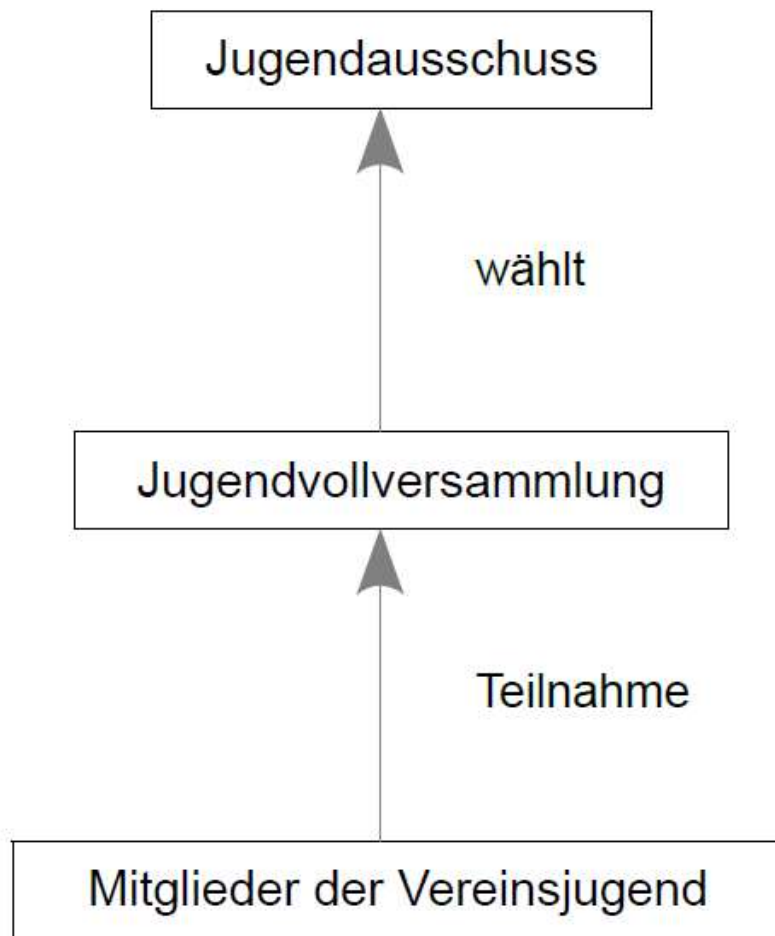 Jugendausschuss
wählt
Jugendvollversammlung
Teilnahme
Mitglieder der Vereinsjugend